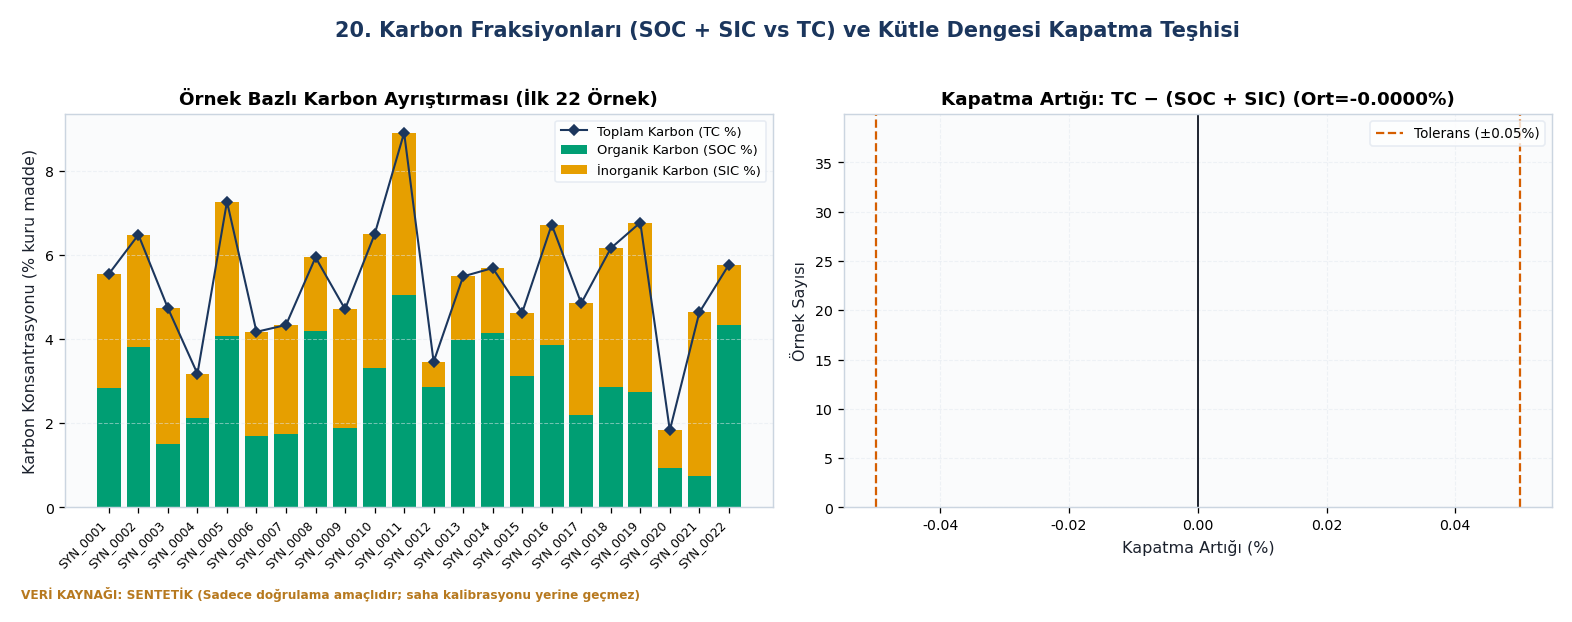 20. Karbon Fraksiyonları (SOC + SIC vs TC) ve Kütle Dengesi Kapatma Teşhisi
Örnek Bazlı Karbon Ayrıştırması (İlk 22 Örnek)
Karbon Konsantrasyonu (% kuru madde)
8
6
4
2
0
Toplam Karbon (TC %)
Organik Karbon (SOC %)
İnorganik Karbon (SIC %)
SYN_0001
SYN_0002
SYN_0003
SYN_0004
SYN_0005
SYN_0006
SYN_0007
SYN_0008
SYN_0009
SYN_0010
SYN_0011
SYN_0012
SYN_0013
SYN_0014
SYN_0015
SYN_0016
SYN_0017
SYN_0018
SYN_0019
SYN_0020
SYN_0021
SYN_0022
Kapatma Artığı: TC − (SOC + SIC) (Ort=-0.0000%)
Örnek Sayısı
35
30
25
20
15
10
5
0
Tolerans (±0.05%)
-0.04
-0.02
0.00
0.02
0.04
Kapatma Artığı (%)
VERİ KAYNAĞI: SENTETİK (Sadece doğrulama amaçlıdır; saha kalibrasyonu yerine geçmez)